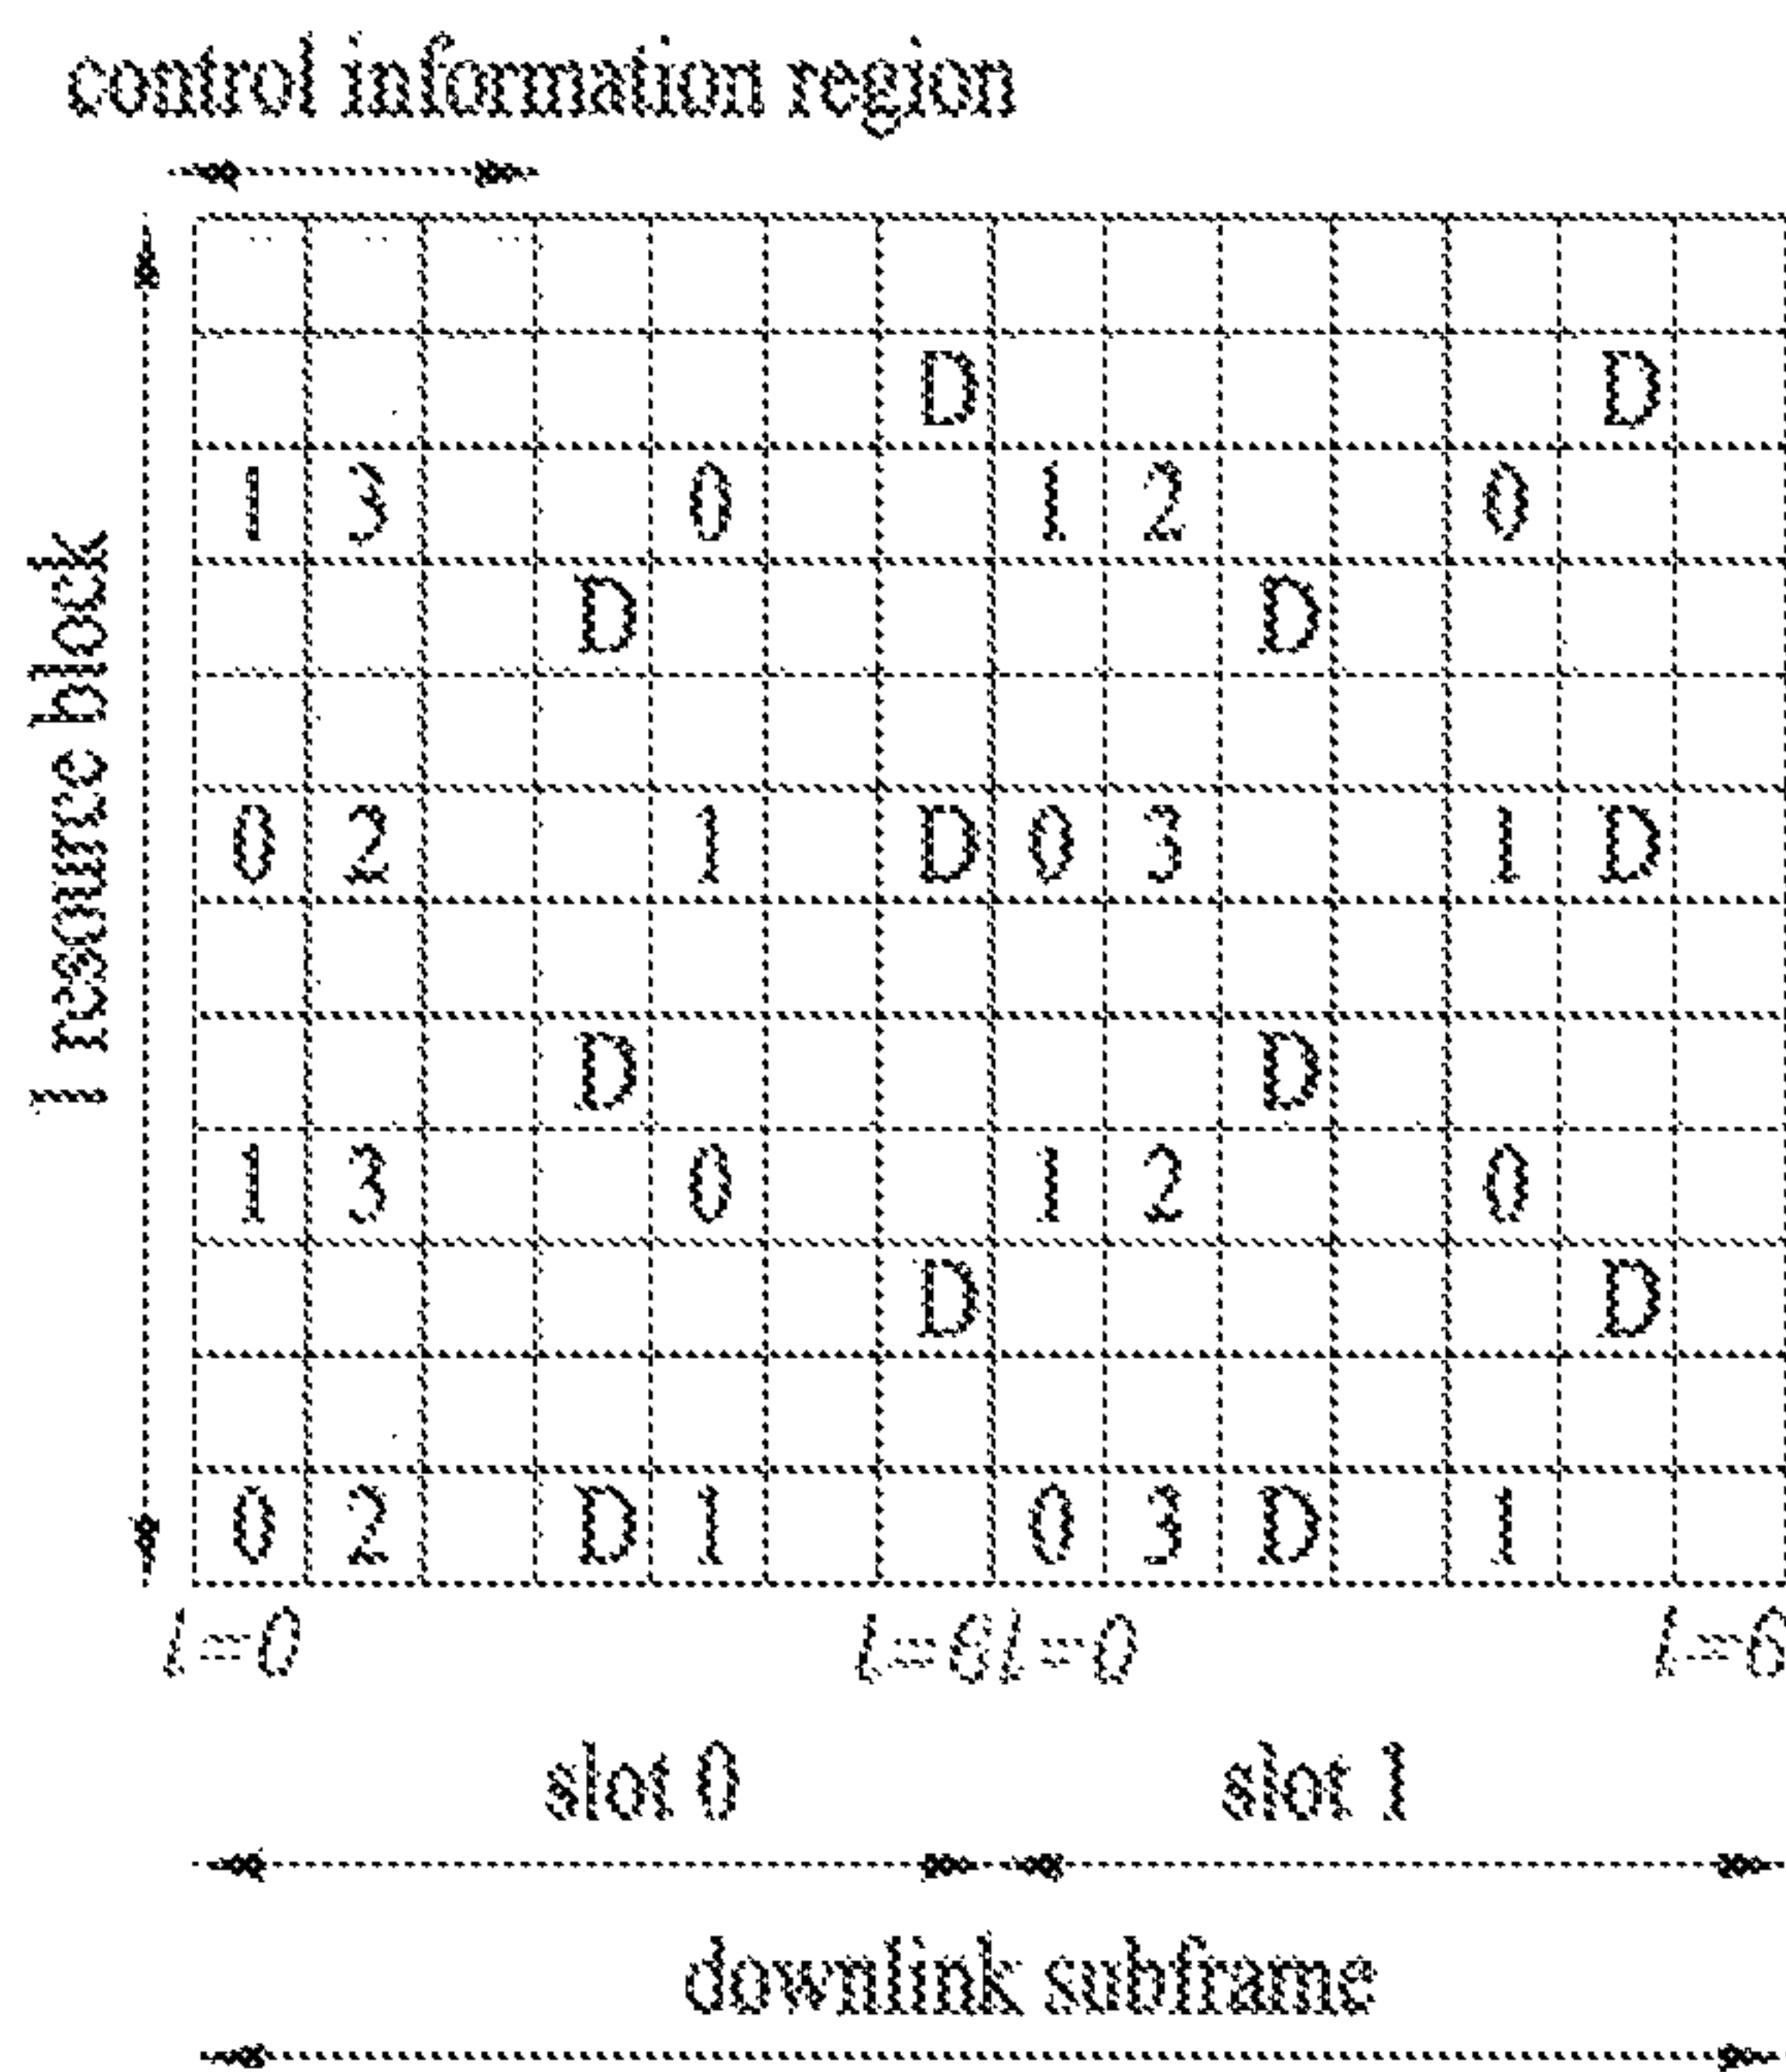 control information region
1 resource block
D D
1 3 0 1 2 0
D D
0 2 1 D 0 3 1 D
D D
1 3 0 1 2 0
D D
0 2 D 1 0 3 D 1
l=0 l=6 l=0 l=6
slot 0 slot 1
downlink subframe